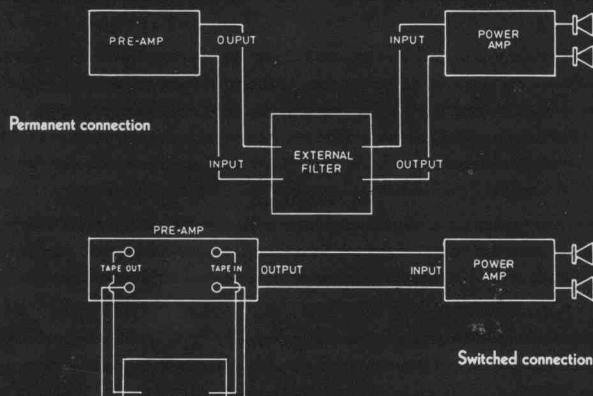 PRE-AMP
OUPUT
INPUT
POWER
AMP
Permanent connection
INPUT
EXTERNAL
FILTER
OUTPUT
PRE-AMP
TAPE OUT
TAPE IN
OUTPUT
INPUT
POWER
AMP
Switched connection